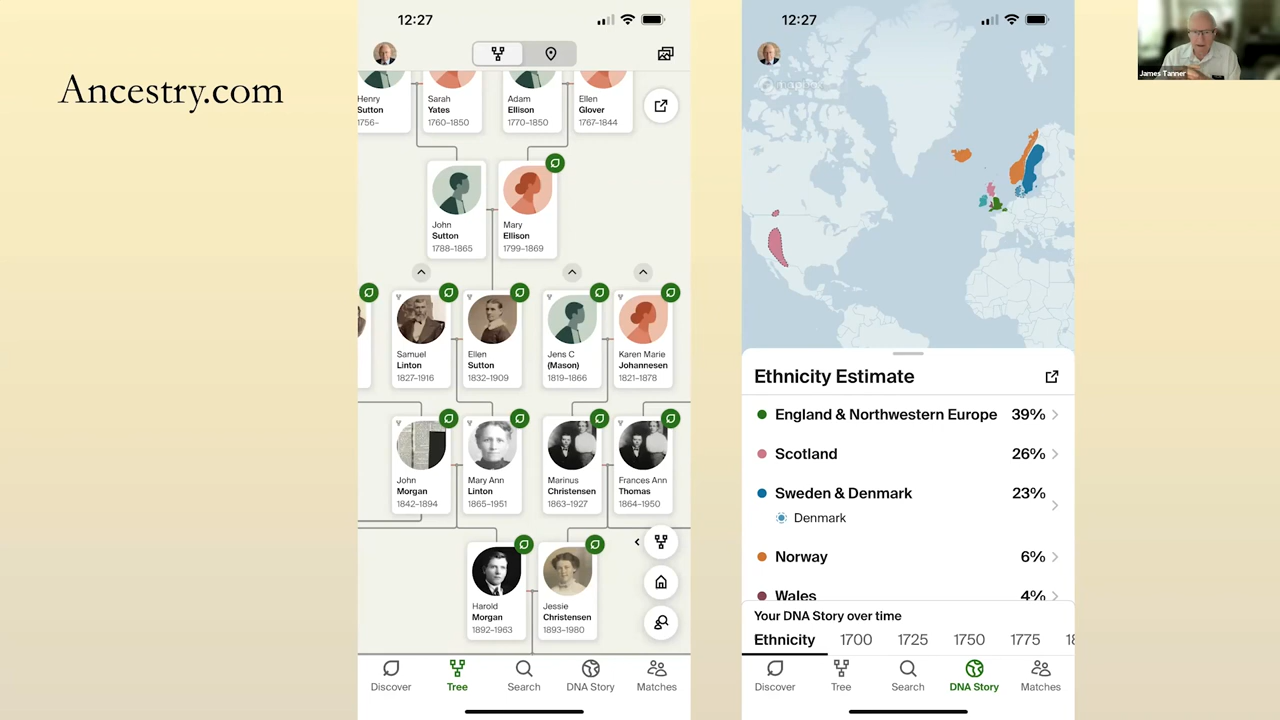 Ancestry.com
12:27
Henry
Sutton
1756–
Sarah
Yates
1760–1850
Adam
Ellison
1770–1850
Ellen
Glover
1767–1844
John
Sutton
1788–1865
Mary
Ellison
1799–1869
Samuel
Linton
1827–1916
Ellen
Sutton
1832–1909
Jens C
(Mason)
1819–1866
Karen Marie
Johannesen
1821–1878
John
Morgan
1842–1894
Mary Ann
Linton
1865–1951
Marinus
Christensen
1863–1927
Frances Ann
Thomas
1864–1950
Harold
Morgan
1892–1963
Jessie
Christensen
1893–1980
Discover
Tree
Search
DNA Story
Matches
12:27
mapbox
Ethnicity Estimate
England & Northwestern Europe 39%
Scotland 26%
Sweden & Denmark 23%
Denmark
Norway 6%
Wales 4%
Your DNA Story over time
Ethnicity 1700 1725 1750 1775 18
Discover
Tree
Search
DNA Story
Matches
James Tanner